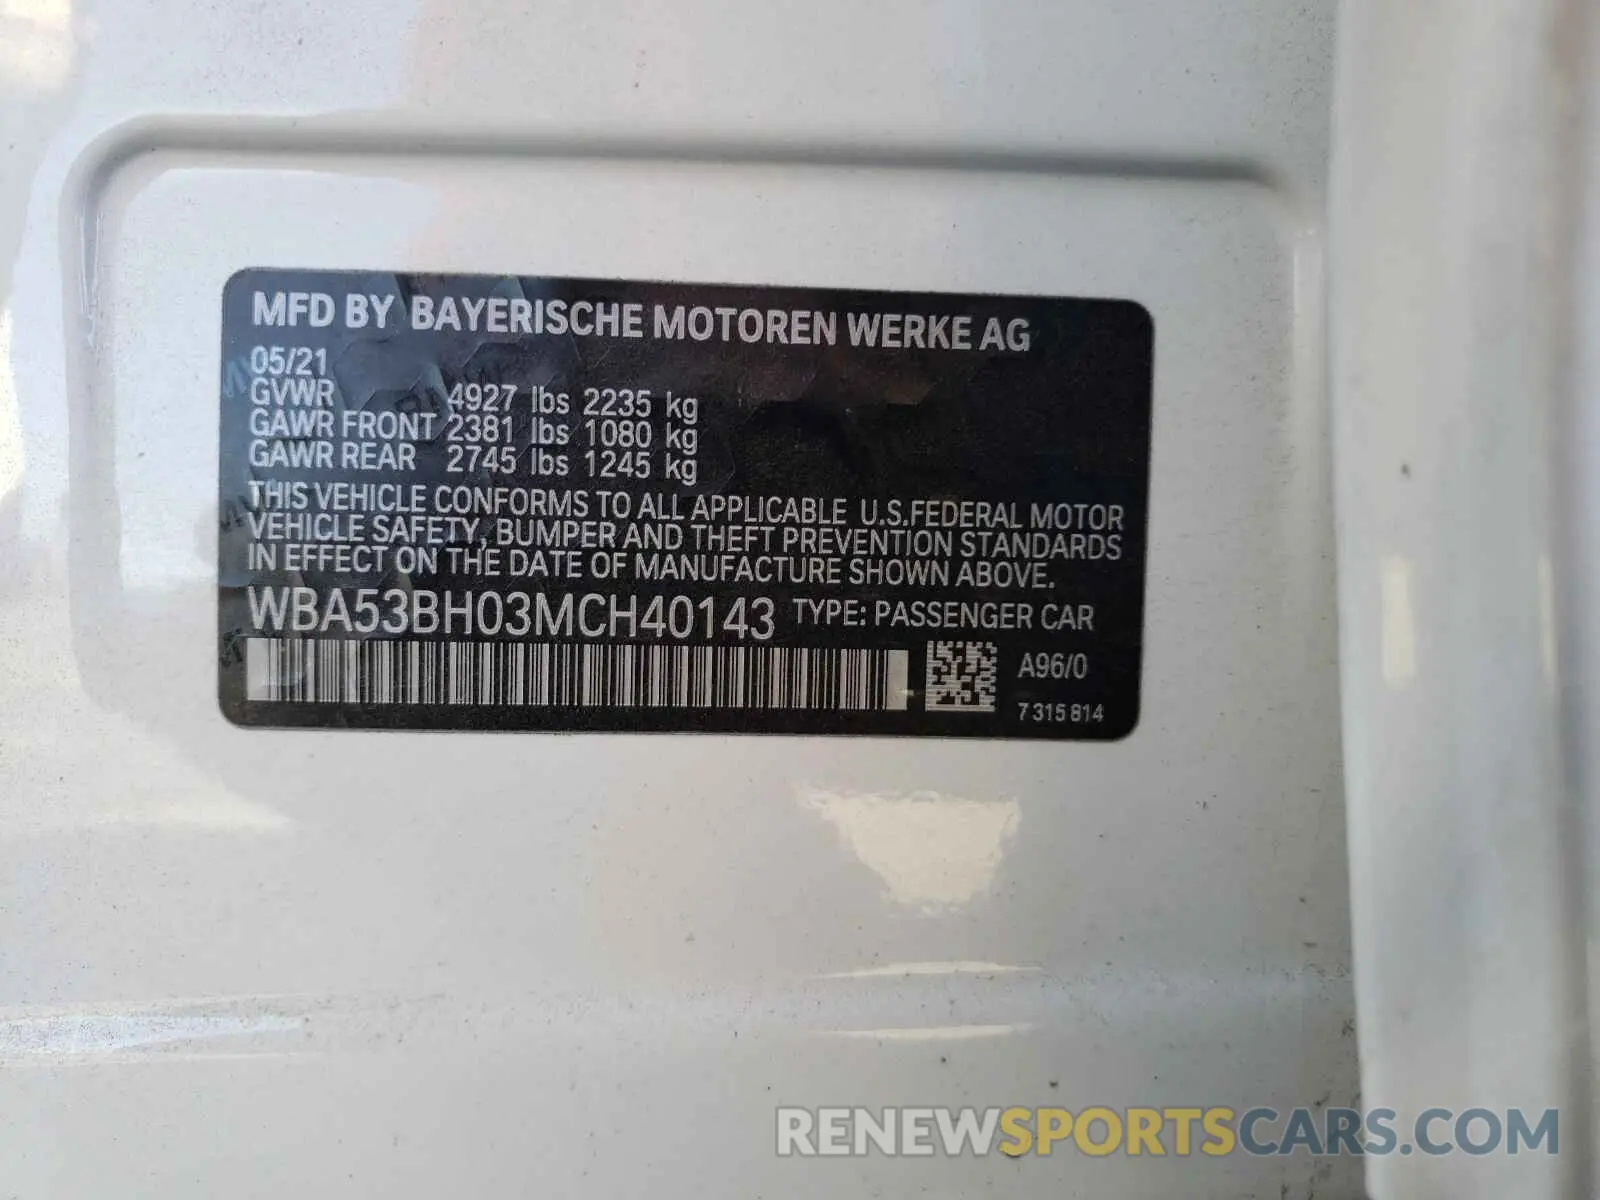 MFD BY BAYERISCHE MOTOREN WERKE AG
05/21
GVWR 4927 lbs 2235 kg
GAWR FRONT 2381 lbs 1080 kg
GAWR REAR 2745 lbs 1245 kg
THIS VEHICLE CONFORMS TO ALL APPLICABLE U.S.FEDERAL MOTOR
VEHICLE SAFETY, BUMPER AND THEFT PREVENTION STANDARDS
IN EFFECT ON THE DATE OF MANUFACTURE SHOWN ABOVE.
WBA53BH03MCH40143 TYPE: PASSENGER CAR
A96/0
7 315 814
RENEWSPORTSCARS.COM